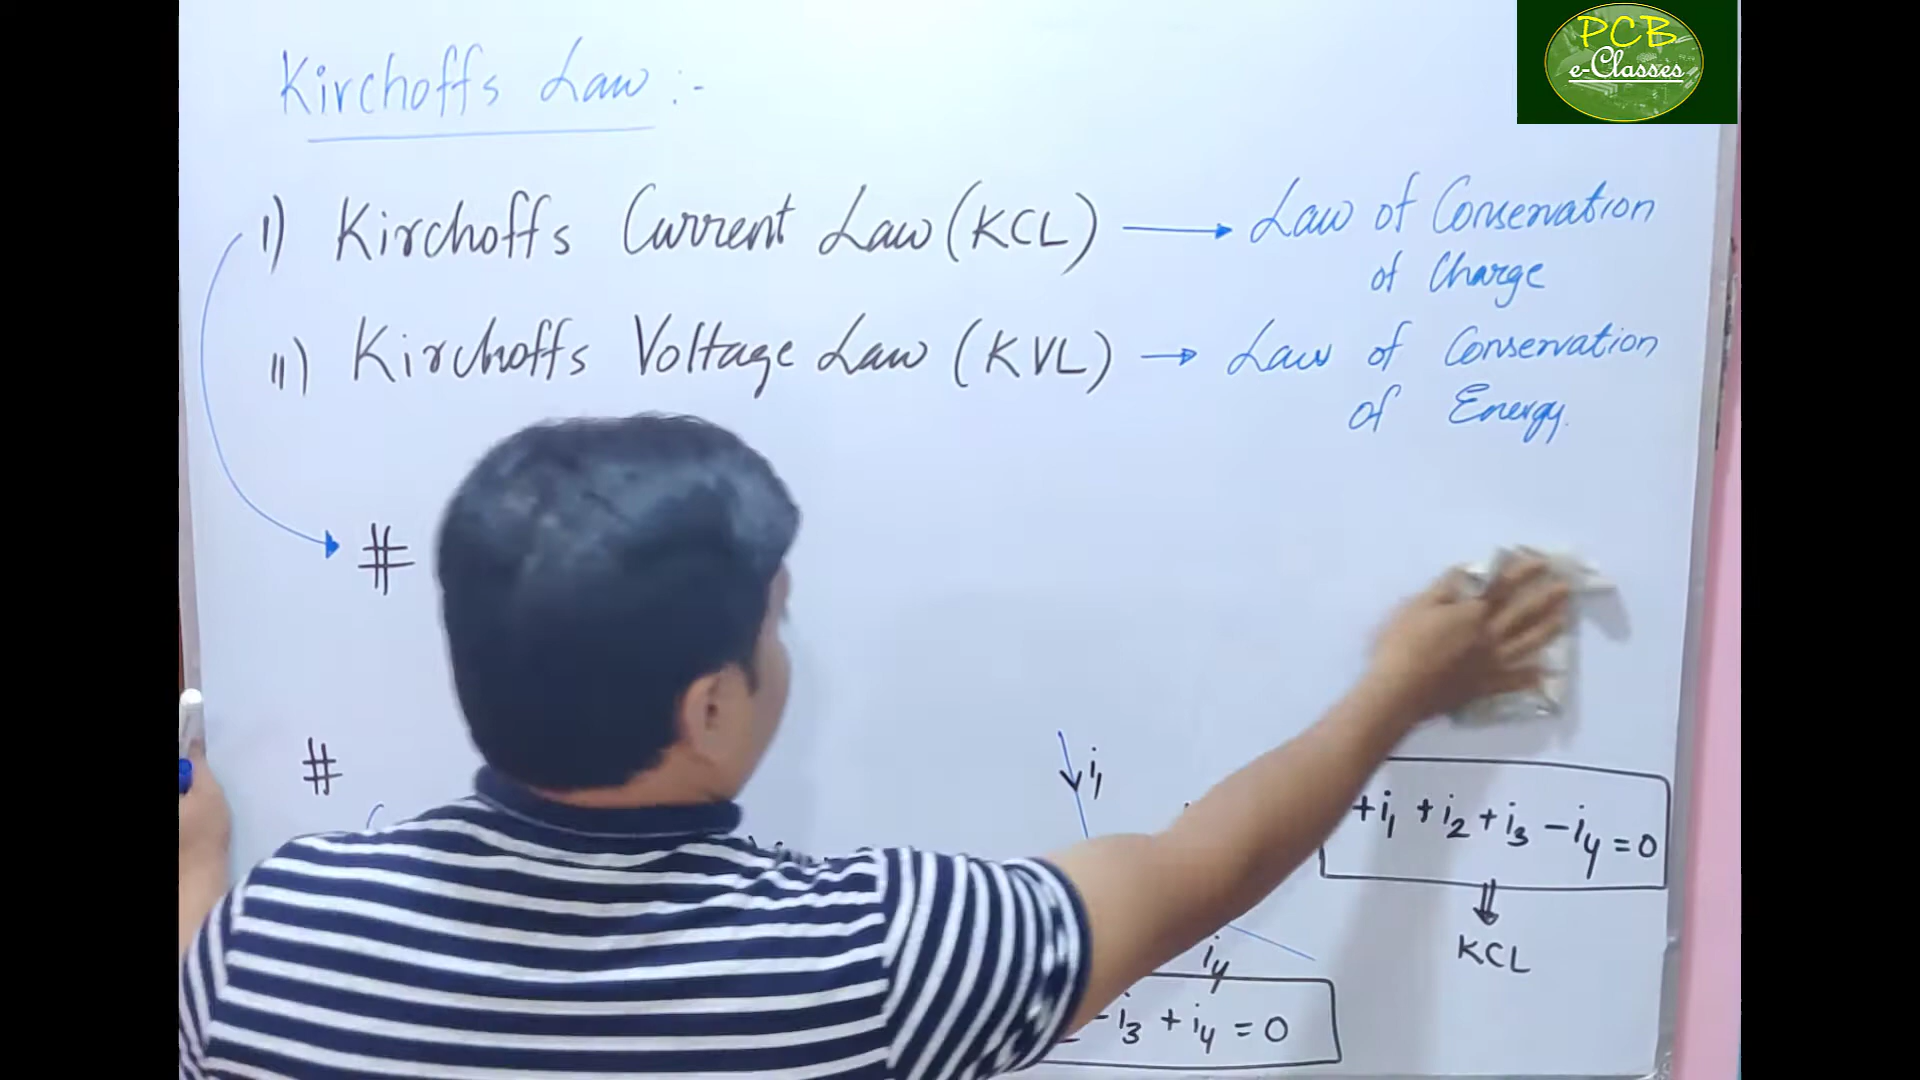 PCB
e-Classes
Kirchoffs Law :-
1) Kirchoffs Current Law (KCL) → Law of Conservation
of Charge
11) Kirchoffs Voltage Law (KVL) → Law of Conservation
of Energy.
#
#
i1
+i1 +i2 +i3 -i4 = 0
KCL
i4
-i3 + i4 = 0